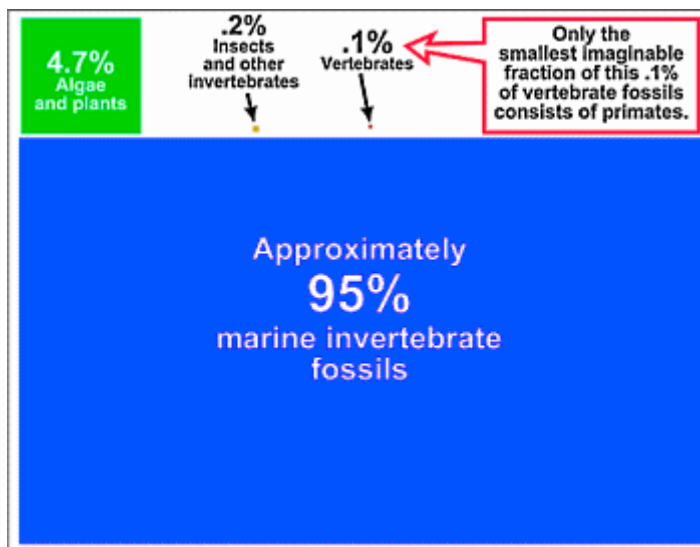 4.7%
Algae
and plants
.2%
Insects
and other
invertebrates
.1%
Vertebrates
Only the
smallest imaginable
fraction of this .1%
of vertebrate fossils
consists of primates.
Approximately
95%
marine invertebrate
fossils